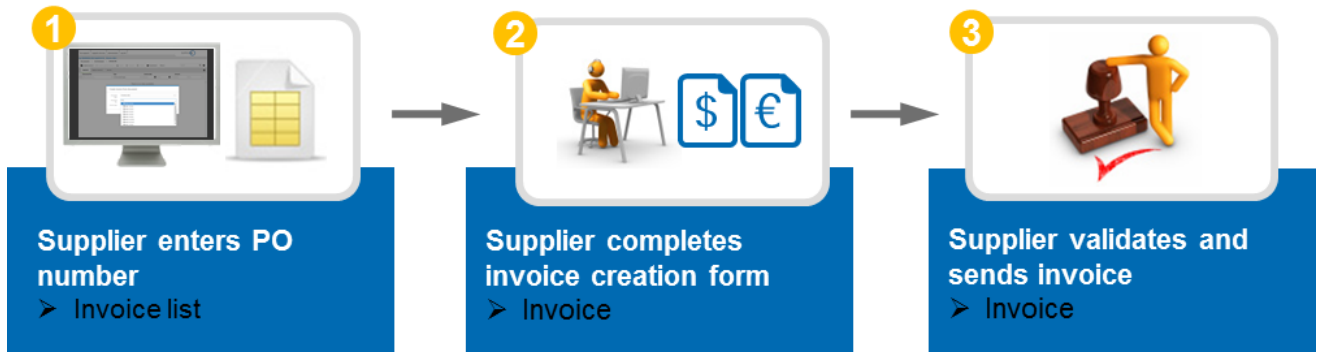 1
Supplier enters PO
number
➤ Invoice list
2
$ €
Supplier completes
invoice creation form
➤ Invoice
3
Supplier validates and
sends invoice
➤ Invoice